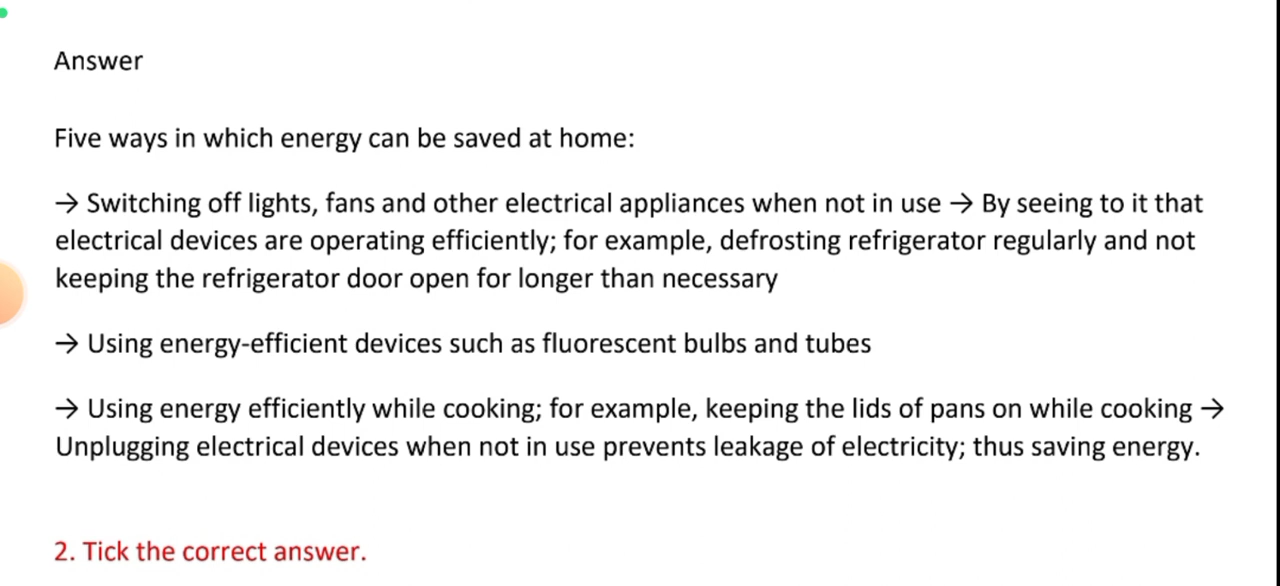 Answer
Five ways in which energy can be saved at home:
→ Switching off lights, fans and other electrical appliances when not in use → By seeing to it that
electrical devices are operating efficiently; for example, defrosting refrigerator regularly and not
keeping the refrigerator door open for longer than necessary
→ Using energy-efficient devices such as fluorescent bulbs and tubes
→ Using energy efficiently while cooking; for example, keeping the lids of pans on while cooking →
Unplugging electrical devices when not in use prevents leakage of electricity; thus saving energy.
2. Tick the correct answer.